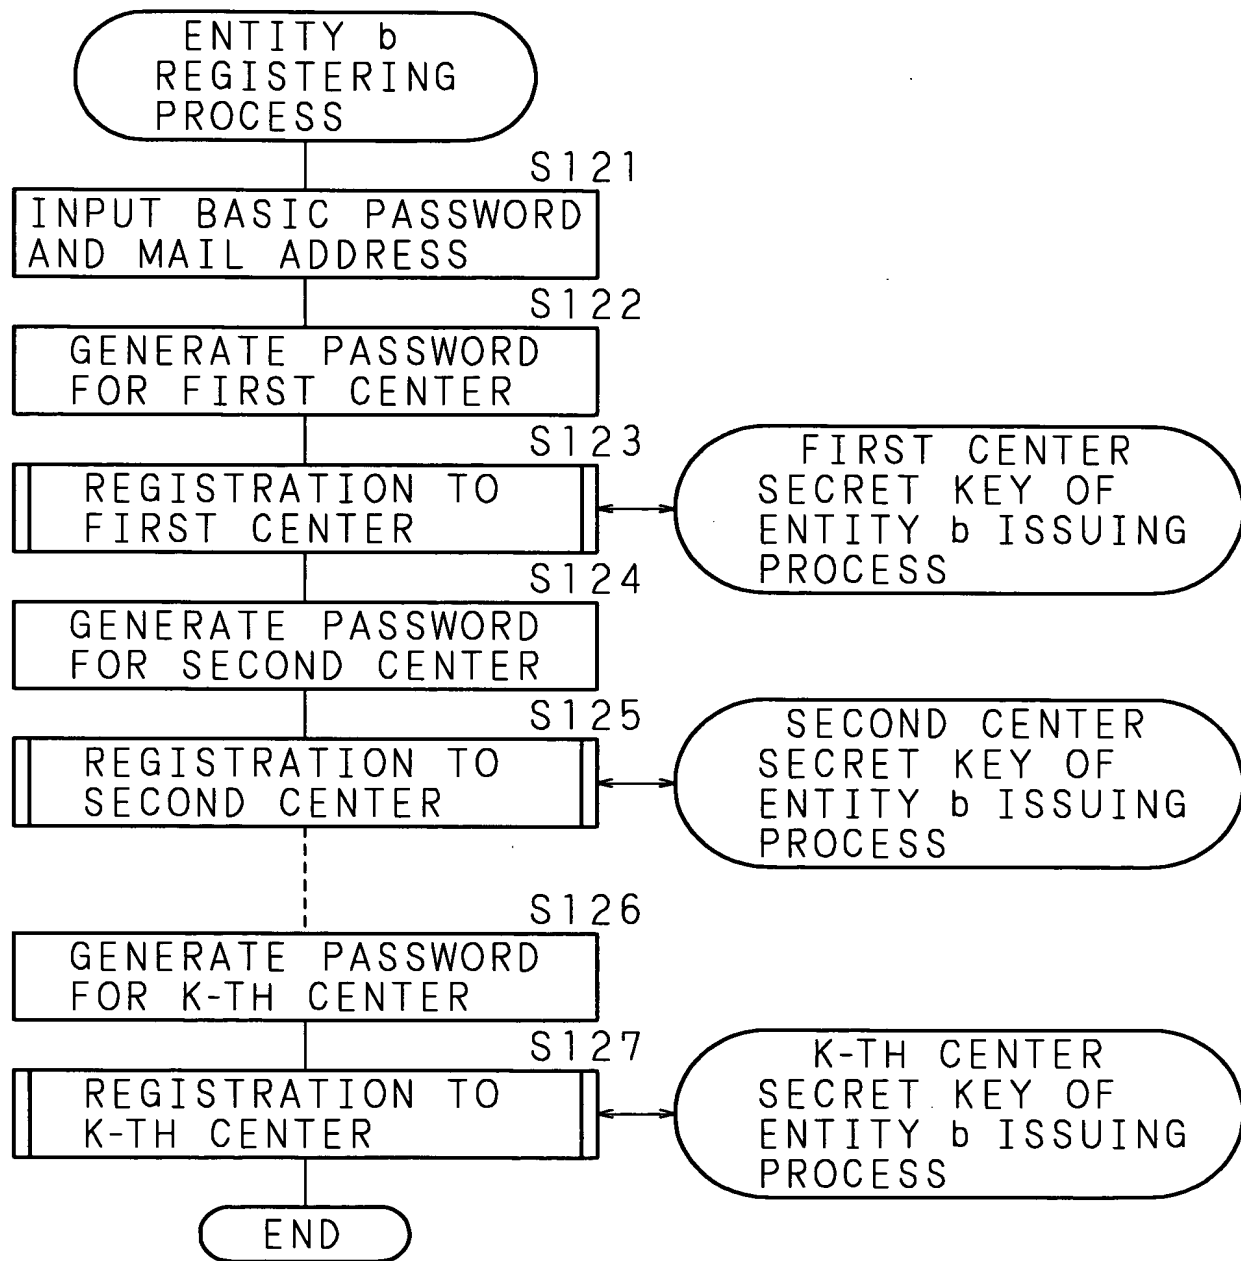 ENTITY b
REGISTERING
PROCESS
S121
INPUT BASIC PASSWORD
AND MAIL ADDRESS
S122
GENERATE PASSWORD
FOR FIRST CENTER
S123
REGISTRATION TO
FIRST CENTER
FIRST CENTER
SECRET KEY OF
ENTITY b ISSUING
PROCESS
S124
GENERATE PASSWORD
FOR SECOND CENTER
S125
REGISTRATION TO
SECOND CENTER
SECOND CENTER
SECRET KEY OF
ENTITY b ISSUING
PROCESS
S126
GENERATE PASSWORD
FOR K-TH CENTER
S127
REGISTRATION TO
K-TH CENTER
K-TH CENTER
SECRET KEY OF
ENTITY b ISSUING
PROCESS
END